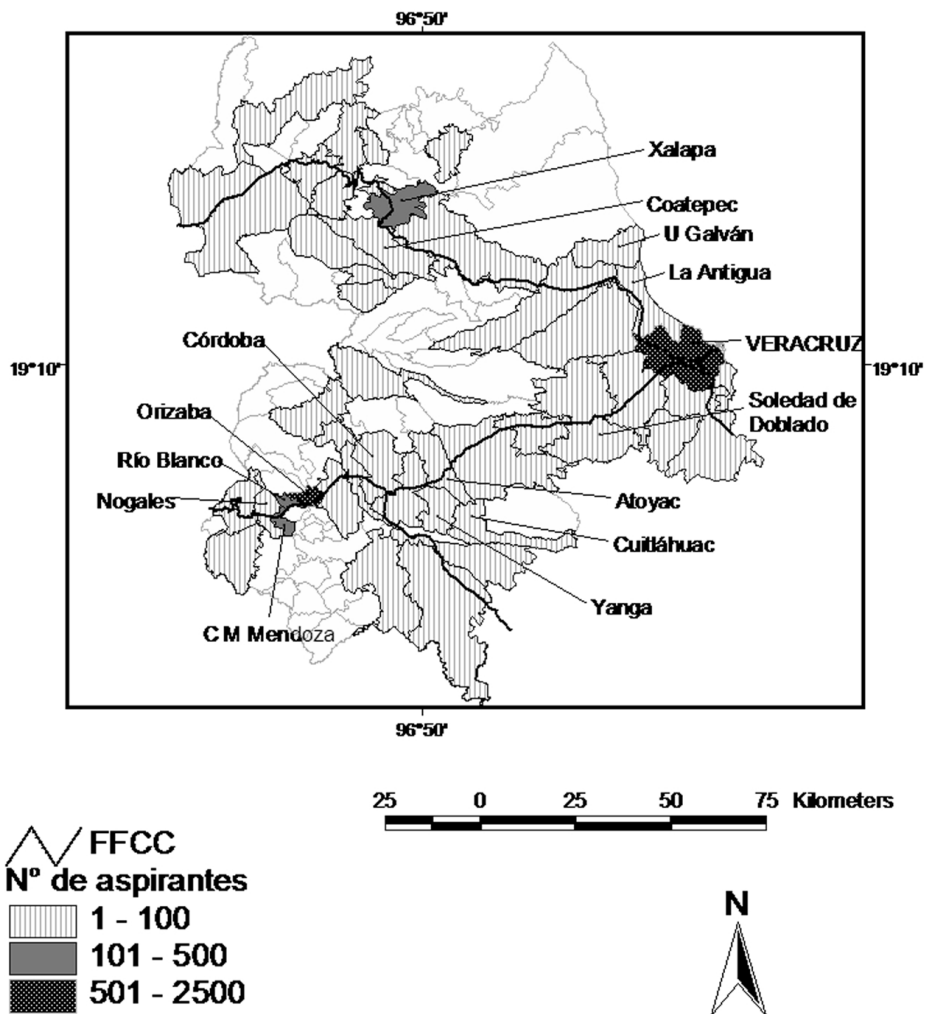 96°50'
Xalapa
Coatepec
U Galván
La Antigua
Córdoba
VERACRUZ
19°10'
19°10'
Orizaba
Soledad de
Doblado
Río Blanco
Nogales
Atoyac
Cuitláhuac
Yanga
C M Mendoza
96°50'
25 0 25 50 75 Kilometers
FFCC
Nº de aspirantes
1 - 100
101 - 500
501 - 2500
N